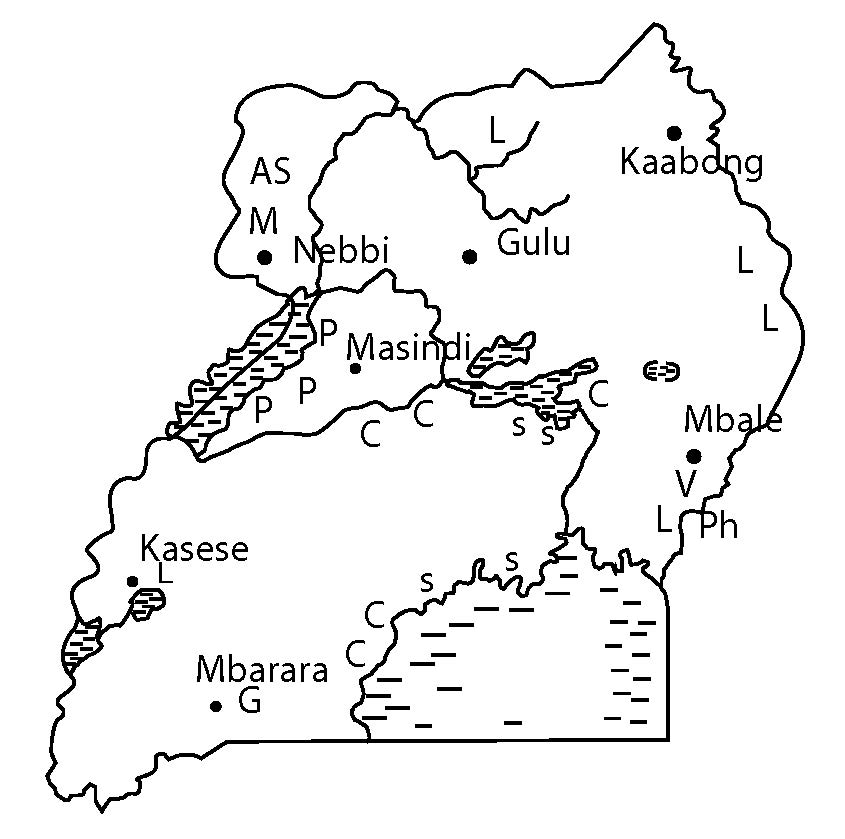 L
Kaabong
AS
M
Nebbi
Gulu
L
L
P
Masindi
P
P
C
C
C
s
s
Mbale
V
L
Ph
Kasese
L
s
s
C
C
Mbarara
G